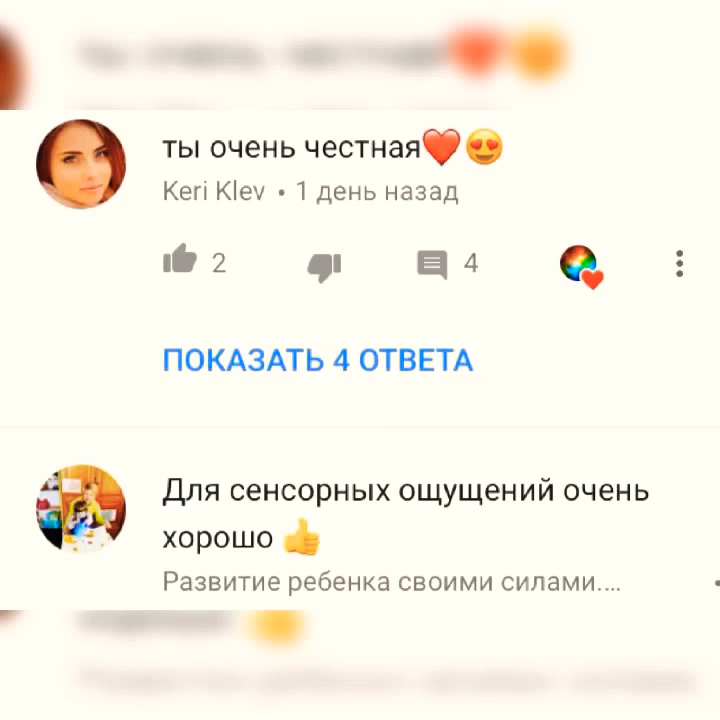 ты очень честная❤️😍
Keri Klev • 1 день назад
2 4
ПОКАЗАТЬ 4 ОТВЕТА
Для сенсорных ощущений очень
хорошо 👍
Развитие ребенка своими силами....